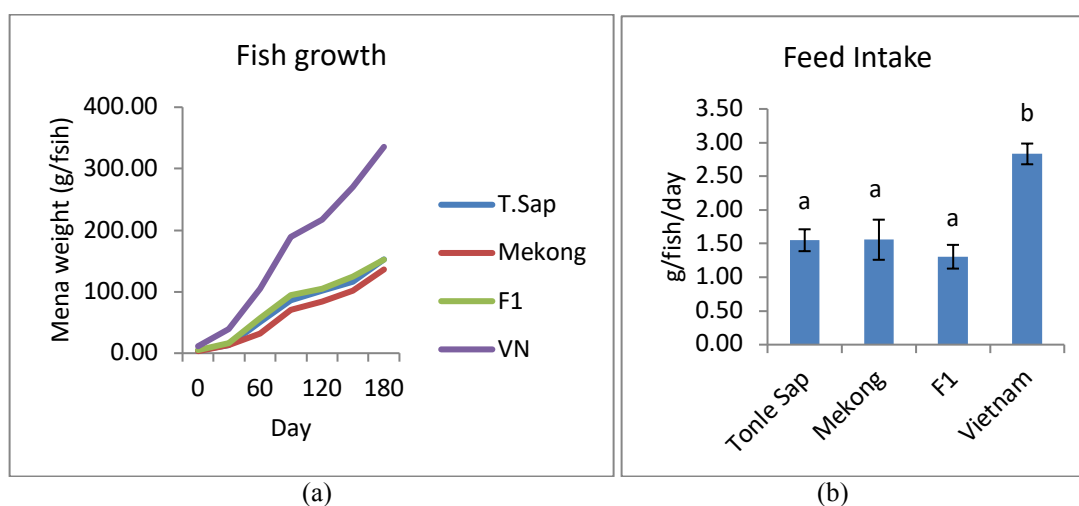 Fish growth
400.00
300.00
200.00
100.00
0.00
Mena weight (g/fsih)
0 60 120 180
Day
T.Sap
Mekong
F1
VN
(a)
Feed Intake
3.50
3.00
2.50
2.00
1.50
1.00
0.50
0.00
g/fish/day
a a a b
Tonle Sap
Mekong
F1
Vietnam
(b)